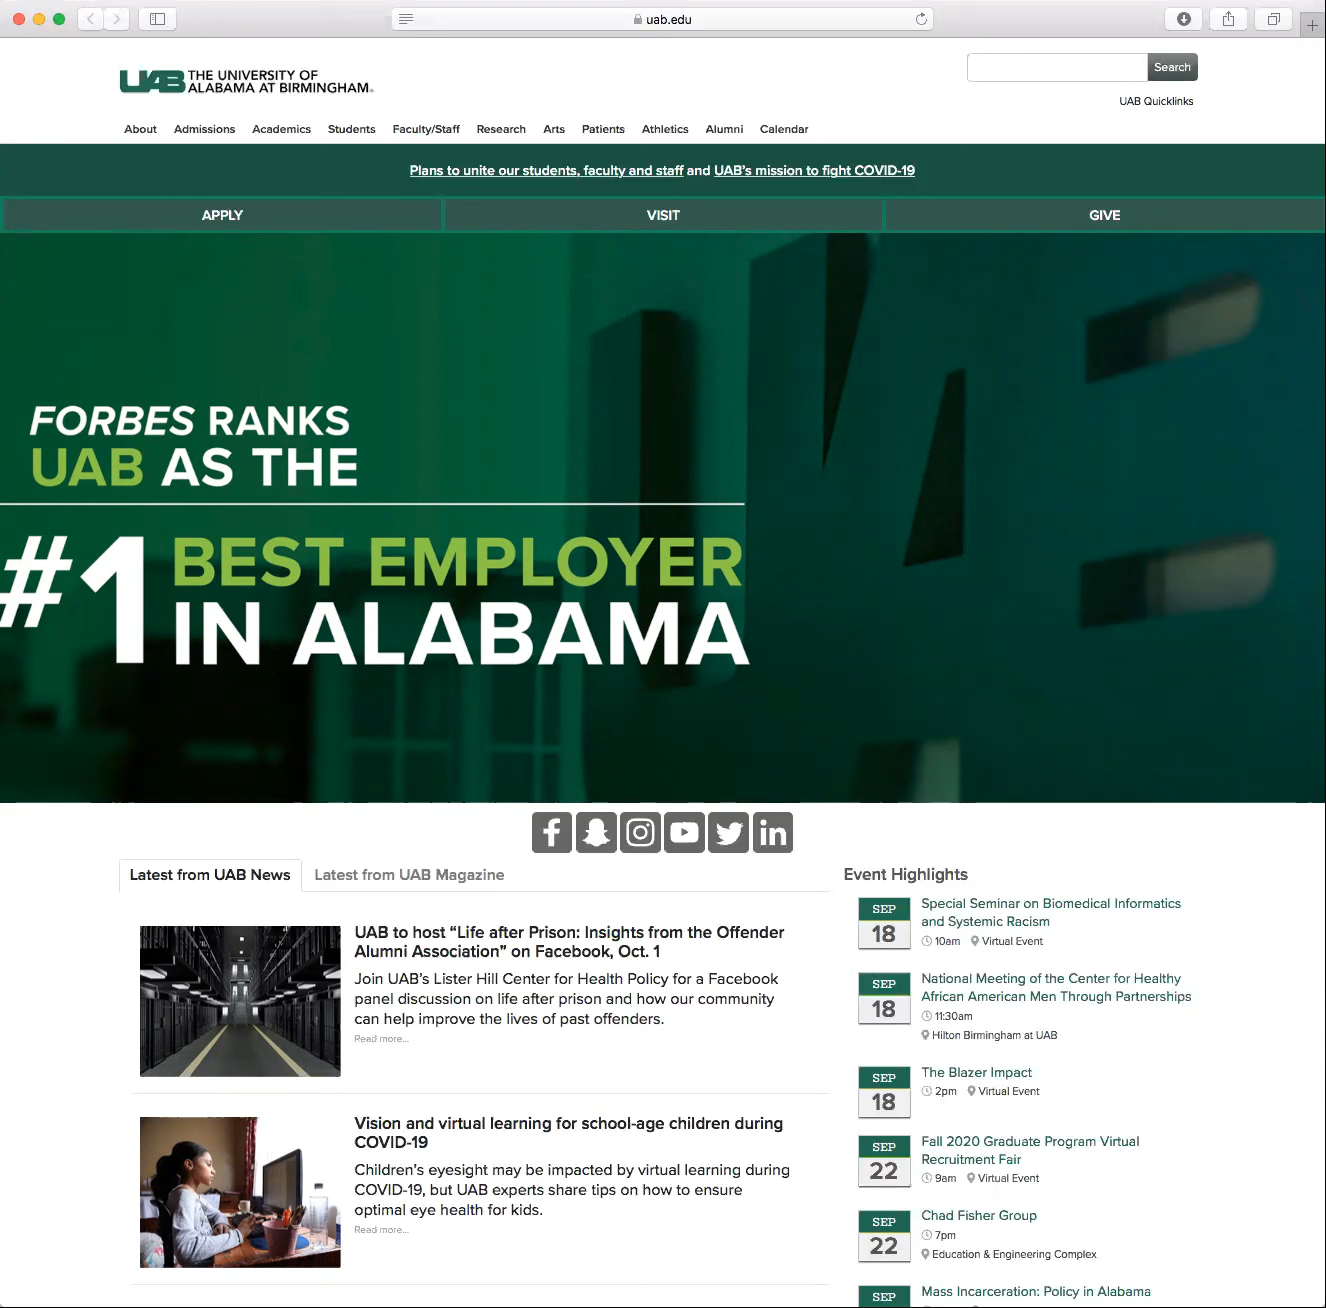 uab.edu
UAB THE UNIVERSITY OF
ALABAMA AT BIRMINGHAM.
Search
UAB Quicklinks
About Admissions Academics Students Faculty/Staff Research Arts Patients Athletics Alumni Calendar
Plans to unite our students, faculty and staff and UAB's mission to fight COVID-19
APPLY VISIT GIVE
FORBES RANKS
UAB AS THE
#1 BEST EMPLOYER
IN ALABAMA
Latest from UAB News Latest from UAB Magazine
UAB to host “Life after Prison: Insights from the Offender
Alumni Association” on Facebook, Oct. 1
Join UAB's Lister Hill Center for Health Policy for a Facebook
panel discussion on life after prison and how our community
can help improve the lives of past offenders.
Read more...
Vision and virtual learning for school-age children during
COVID-19
Children's eyesight may be impacted by virtual learning during
COVID-19, but UAB experts share tips on how to ensure
optimal eye health for kids.
Read more...
Event Highlights
SEP
18
Special Seminar on Biomedical Informatics
and Systemic Racism
10am Virtual Event
SEP
18
National Meeting of the Center for Healthy
African American Men Through Partnerships
11:30am
Hilton Birmingham at UAB
SEP
18
The Blazer Impact
2pm Virtual Event
SEP
22
Fall 2020 Graduate Program Virtual
Recruitment Fair
9am Virtual Event
SEP
22
Chad Fisher Group
7pm
Education & Engineering Complex
SEP
Mass Incarceration: Policy in Alabama